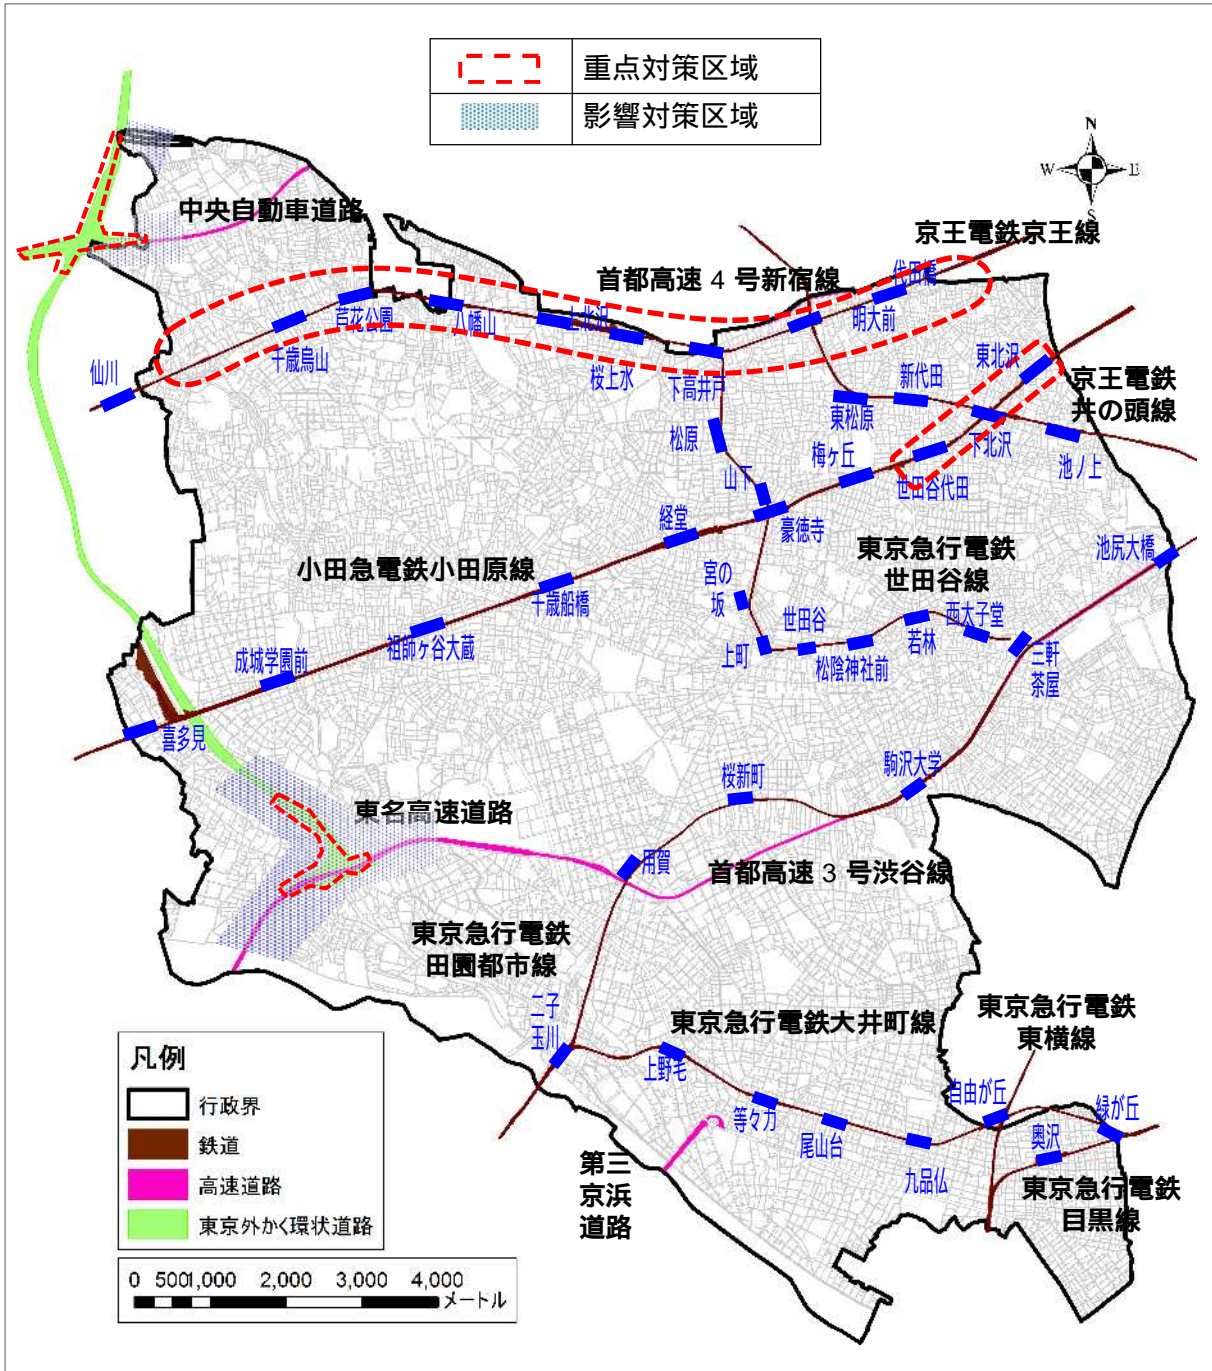 重点対策区域
影響対策区域
N
W
E
S
中央自動車道路
京王電鉄京王線
首都高速 4 号新宿線
代田橋
芦花公園
八幡山
上北沢
明大前
千歳烏山
仙川
桜上水
下高井戸
新代田
東北沢
京王電鉄
井の頭線
東松原
松原
梅ヶ丘
下北沢
池ノ上
山下
世田谷代田
経堂
豪徳寺
東京急行電鉄
世田谷線
池尻大橋
小田急電鉄小田原線
千歳船橋
宮の
坂
世田谷
西太子堂
若林
祖師ヶ谷大蔵
上町
松陰神社前
三軒
茶屋
成城学園前
喜多見
桜新町
駒沢大学
東名高速道路
用賀
首都高速 3 号渋谷線
東京急行電鉄
田園都市線
二子
玉川
東京急行電鉄大井町線
東京急行電鉄
東横線
上野毛
自由が丘
緑が丘
等々力
尾山台
奥沢
九品仏
第三
京浜
道路
東京急行電鉄
目黒線
凡例
行政界
鉄道
高速道路
東京外かく環状道路
0 500 1,000 2,000 3,000 4,000
メートル